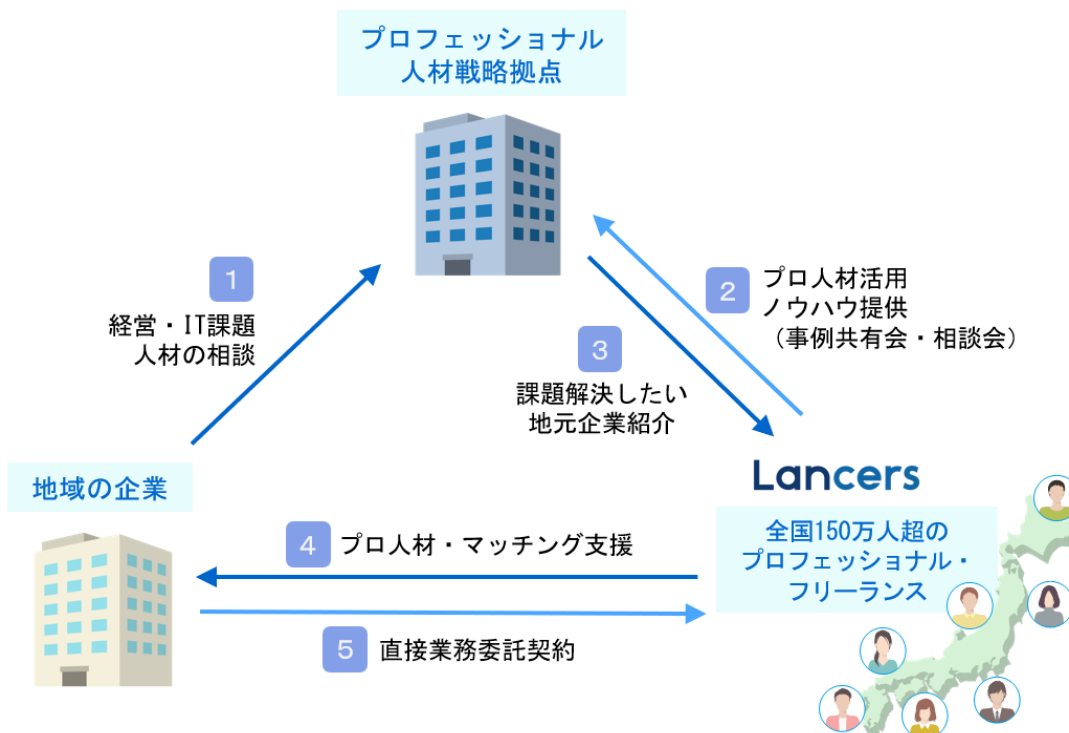 プロフェッショナル
人材戦略拠点
1
経営・IT課題
人材の相談
2
プロ人材活用
ノウハウ提供
（事例共有会・相談会）
3
課題解決したい
地元企業紹介
地域の企業
Lancers
全国150万人超の
プロフェッショナル・
フリーランス
4
プロ人材・マッチング支援
5
直接業務委託契約